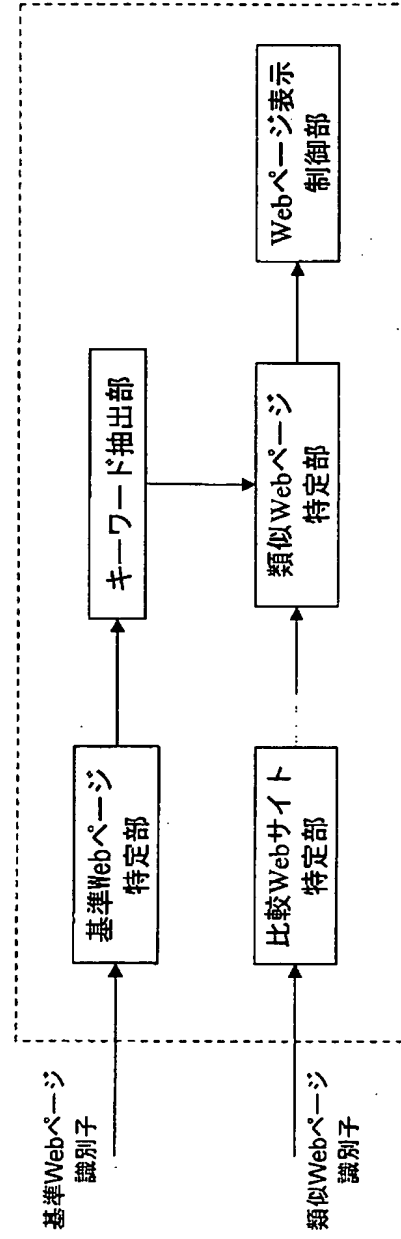 基準Webページ
識別子
基準Webページ
特定部
キーワード抽出部
類似Webページ
識別子
比較Webサイト
特定部
類似Webページ
特定部
Webページ表示
制御部